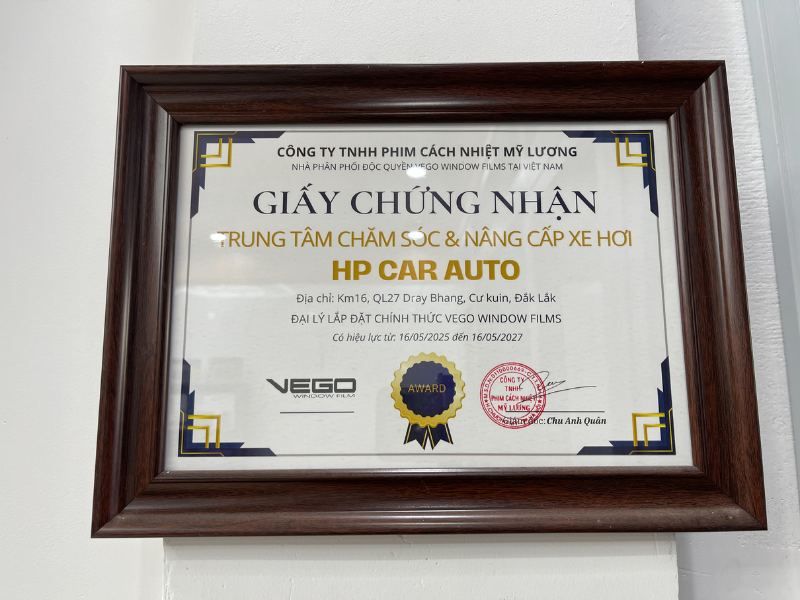 CÔNG TY TNHH PHIM CÁCH NHIỆT MỸ LƯƠNG
NHÀ PHÂN PHỐI ĐỘC QUYỀN VEGO WINDOW FILMS TẠI VIỆT NAM
GIẤY CHỨNG NHẬN
TRUNG TÂM CHĂM SÓC & NÂNG CẤP XE HƠI
HP CAR AUTO
Địa chỉ: Km16, QL27 Dray Bhang, Cư kuin, Đắk Lắk
ĐẠI LÝ LẮP ĐẶT CHÍNH THỨC VEGO WINDOW FILMS
Có hiệu lực từ: 16/05/2025 đến 16/05/2027
VEGO
WINDOW FILM
AWARD
CÔNG TY
TNHH
PHIM CÁCH NHIỆT
MỸ LƯƠNG
Giám đốc: Chu Anh Quân